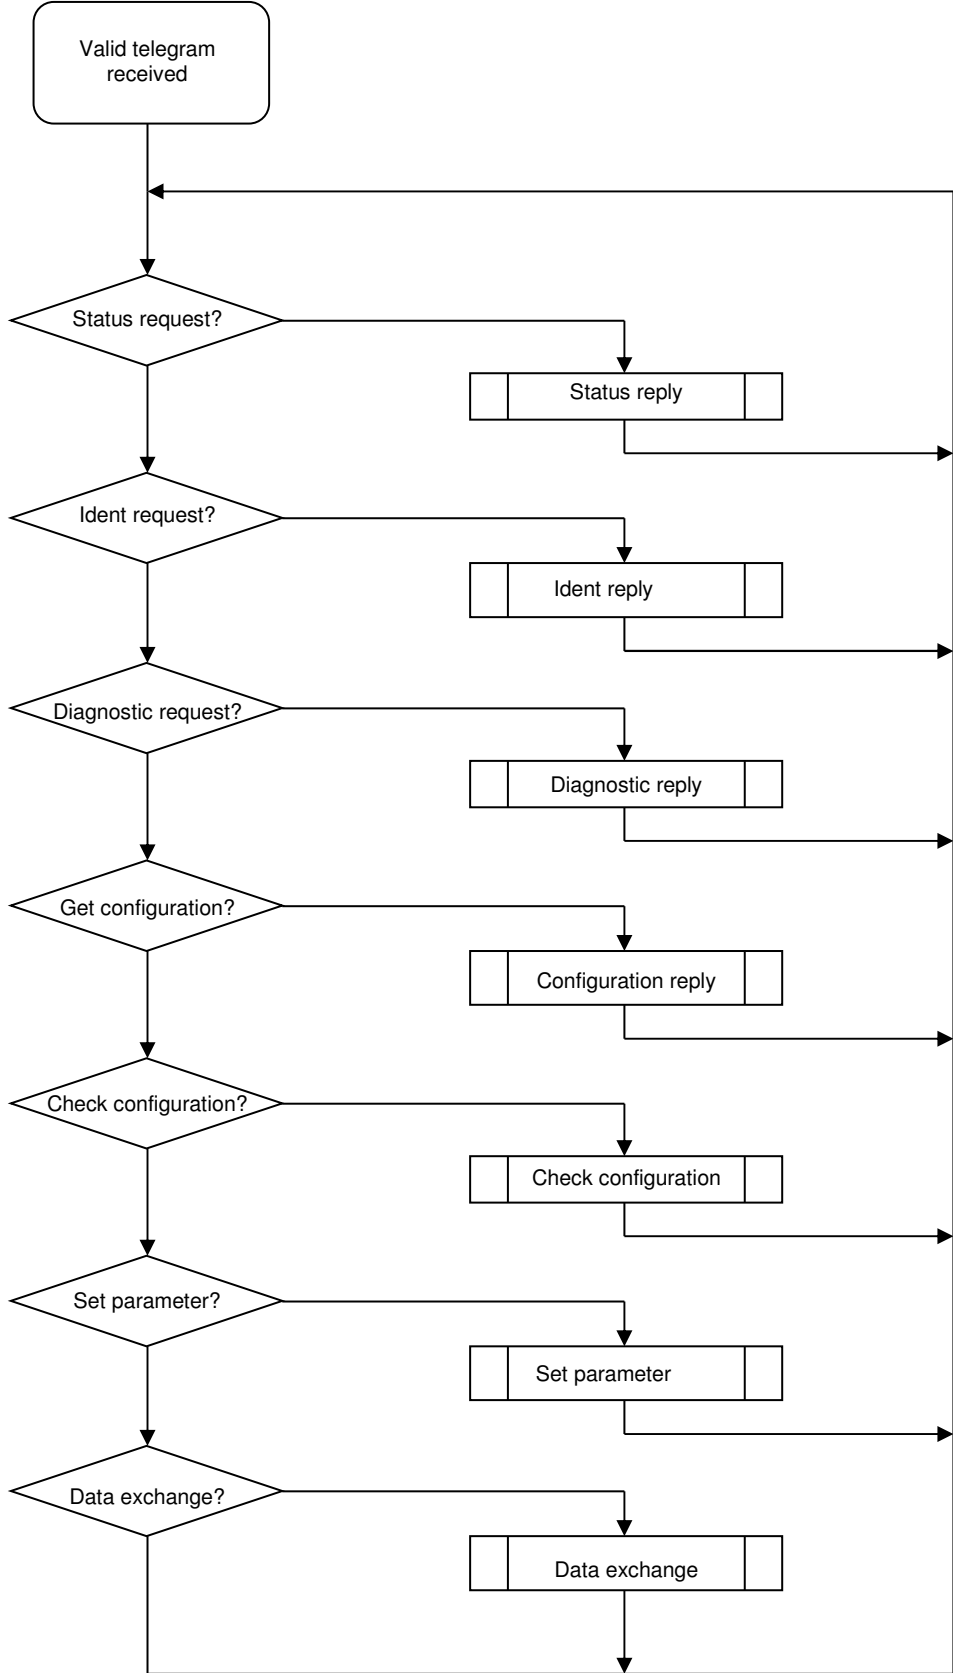 Valid telegram
received
Status request?
Status reply
Ident request?
Ident reply
Diagnostic request?
Diagnostic reply
Get configuration?
Configuration reply
Check configuration?
Check configuration
Set parameter?
Set parameter
Data exchange?
Data exchange